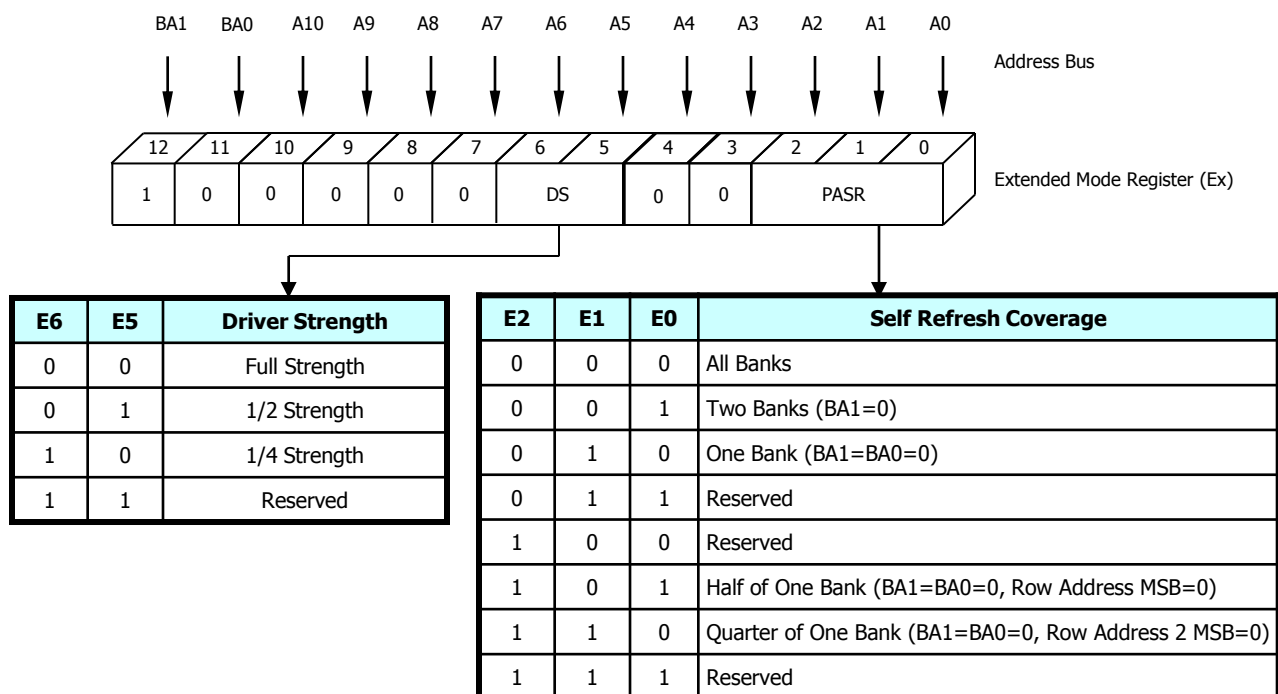 BA1 BA0 A10 A9 A8 A7 A6 A5 A4 A3 A2 A1 A0
Address Bus
12 11 10 9 8 7 6 5 4 3 2 1 0
1 0 0 0 0 0 DS 0 0 PASR
Extended Mode Register (Ex)
E6 E5 Driver Strength
0 0 Full Strength
0 1 1/2 Strength
1 0 1/4 Strength
1 1 Reserved
E2 E1 E0 Self Refresh Coverage
0 0 0 All Banks
0 0 1 Two Banks (BA1=0)
0 1 0 One Bank (BA1=BA0=0)
0 1 1 Reserved
1 0 0 Reserved
1 0 1 Half of One Bank (BA1=BA0=0, Row Address MSB=0)
1 1 0 Quarter of One Bank (BA1=BA0=0, Row Address 2 MSB=0)
1 1 1 Reserved